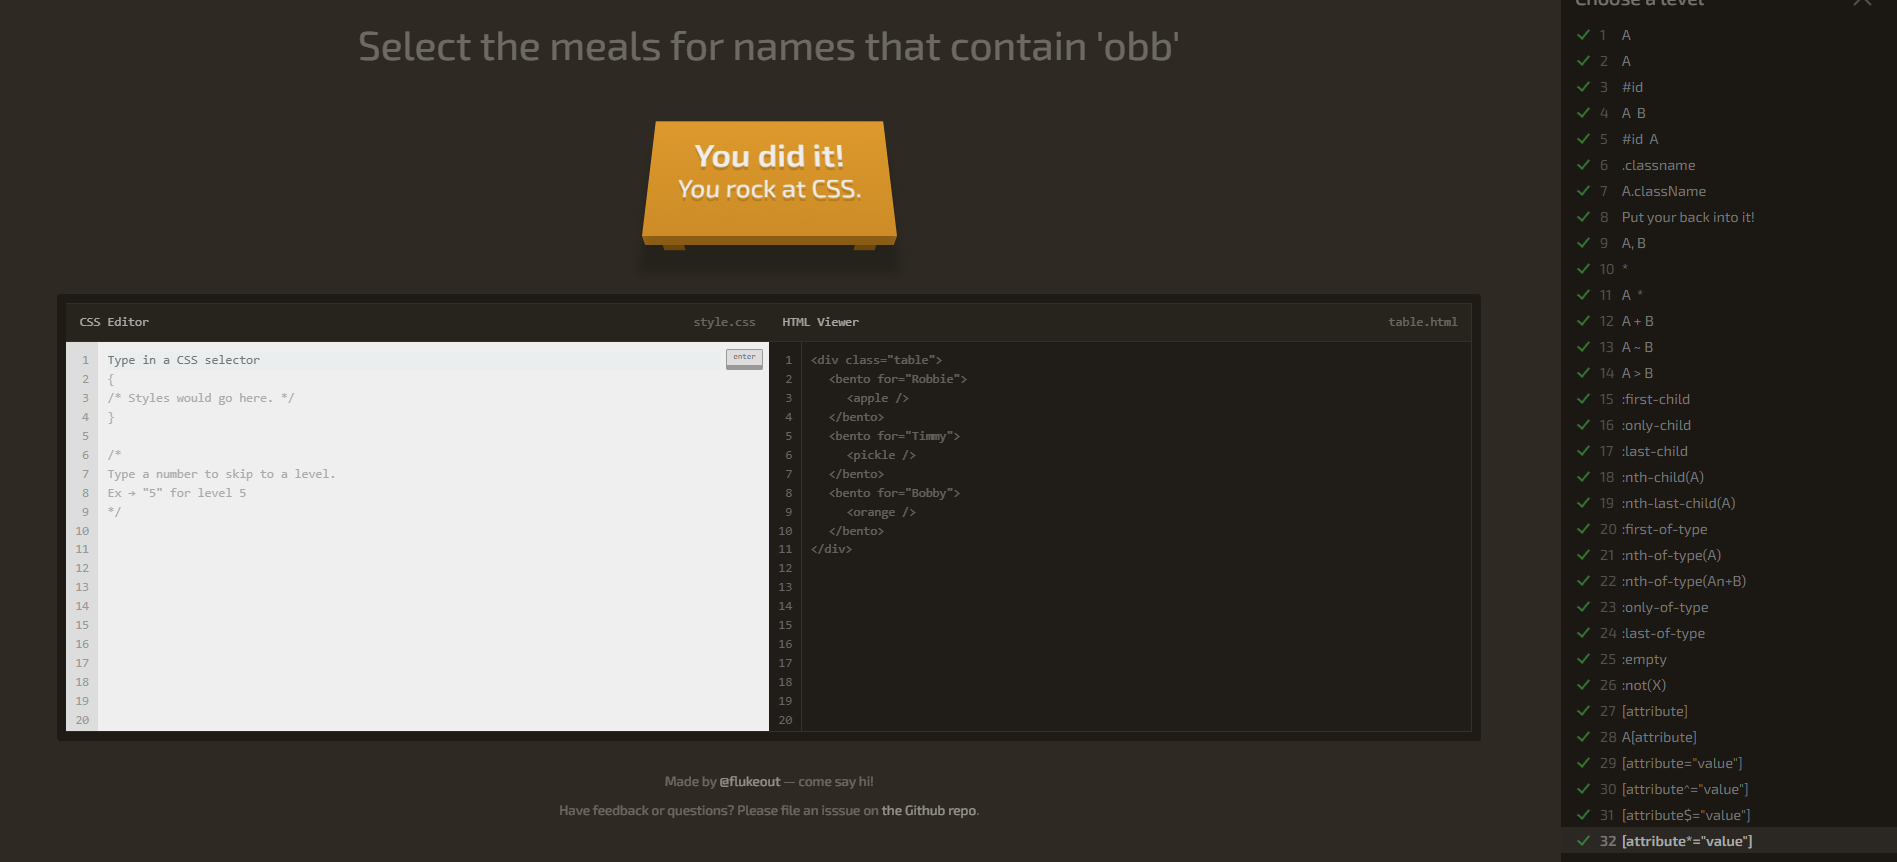 Select the meals for names that contain 'obb'
You did it!
You rock at CSS.
CSS Editor style.css
1 Type in a CSS selector enter
2 {
3 /* Styles would go here. */
4 }
5
6 /*
7 Type a number to skip to a level.
8 Ex → "5" for level 5
9 */
10
11
12
13
14
15
16
17
18
19
20
HTML Viewer table.html
1 <div class="table">
2 <bento for="Robbie">
3 <apple />
4 </bento>
5 <bento for="Timmy">
6 <pickle />
7 </bento>
8 <bento for="Bobby">
9 <orange />
10 </bento>
11 </div>
12
13
14
15
16
17
18
19
20
Made by @flukeout — come say hi!
Have feedback or questions? Please file an isssue on the Github repo.
Choose a level
1 A
2 A
3 #id
4 A B
5 #id A
6 .classname
7 A.className
8 Put your back into it!
9 A, B
10 *
11 A *
12 A + B
13 A ~ B
14 A > B
15 :first-child
16 :only-child
17 :last-child
18 :nth-child(A)
19 :nth-last-child(A)
20 :first-of-type
21 :nth-of-type(A)
22 :nth-of-type(An+B)
23 :only-of-type
24 :last-of-type
25 :empty
26 :not(X)
27 [attribute]
28 A[attribute]
29 [attribute="value"]
30 [attribute^="value"]
31 [attribute$="value"]
32 [attribute*="value"]